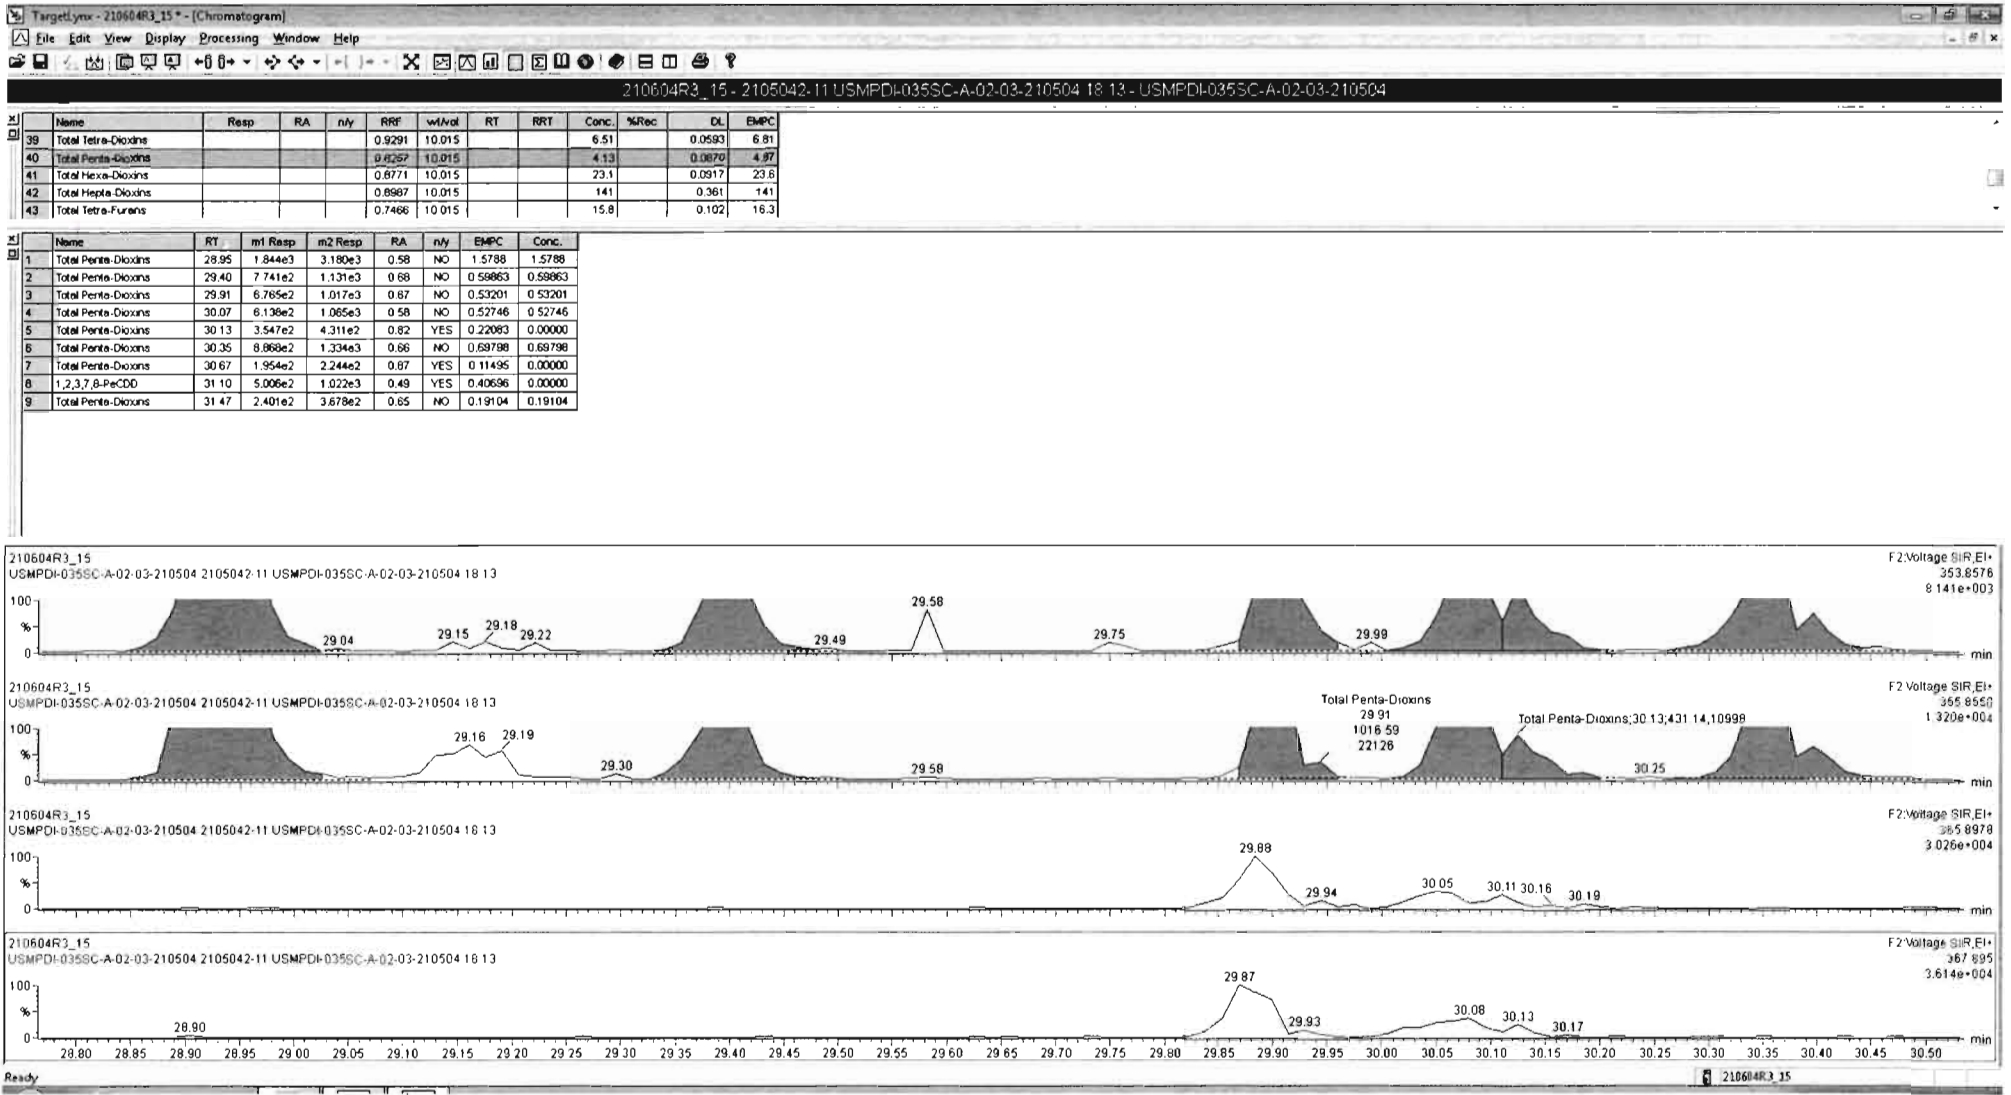 TargetLynx - 210604R3_15 * - [Chromatogram]
File Edit View Display Processing Window Help
210604R3_15 - 2105042-11 USMPDI-035SC-A-02-03-210504 18 13 - USMPDI-035SC-A-02-03-210504
Name Resp RA n/y RRF wt/vol RT RRT Conc. %Rec DL EMPC
39 Total Tetra-Dioxins 0.9291 10.015 6.51 0.0593 6.81
40 Total Penta-Dioxins 0.8257 10.015 4.13 0.0870 4.87
41 Total Hexa-Dioxins 0.8771 10.015 23.1 0.0917 23.6
42 Total Hepta-Dioxins 0.8987 10.015 141 0.361 141
43 Total Tetra-Furans 0.7466 10 015 15.8 0.102 16.3
Name RT m1 Resp m2 Resp RA n/y EMPC Conc.
1 Total Penta-Dioxins 28.95 1.844e3 3.180e3 0.58 NO 1.5788 1.5788
2 Total Penta-Dioxins 29.40 7 741e2 1.131e3 0 68 NO 0 59863 0.59863
3 Total Penta-Dioxins 29.91 6.765e2 1.017e3 0.67 NO 0.53201 0 53201
4 Total Penta-Dioxins 30.07 6.138e2 1.065e3 0 58 NO 0.52746 0 52746
5 Total Penta-Dioxins 30 13 3.547e2 4.311e2 0.82 YES 0.22083 0.00000
6 Total Penta-Dioxins 30.35 8.868e2 1.334e3 0.66 NO 0.69798 0.69798
7 Total Penta-Dioxins 30 67 1.954e2 2.244e2 0.87 YES 0 11495 0.00000
8 1,2,3,7,8-PeCDD 31 10 5.006e2 1.022e3 0.49 YES 0.40696 0.00000
9 Total Penta-Dioxins 31 47 2.401e2 3.678e2 0.65 NO 0.19104 0.19104
210604R3_15
USMPDI-035SC-A-02-03-210504 2105042-11 USMPDI-035SC-A-02-03-210504 18 13
F2:Voltage SIR,EI+
353.8576
8 141e+003
100
%
0
29 04 29.15 29.18 29.22 29.49 29.58 29.75 29.99
min
210604R3_15
USMPDI-035SC-A-02-03-210504 2105042-11 USMPDI-035SC-A-02-03-210504 18 13
F2 Voltage SIR,EI+
1 320e+004
100
%
0
29.16 29.19 29.30 29 58
Total Penta-Dioxins
29 91
1016 59
22126
Total Penta-Dioxins;30.13;431.14,10998
30 25
min
210604R3_15
USMPDI-035SC-A-02-03-210504 2105042-11 USMPDI-035SC-A-02-03-210504 18 13
F2:Voltage SIR,EI+
3.026e+004
100
%
0
29.88 29.94 30 05 30.11 30.16 30.19
min
210604R3_15
USMPDI-035SC-A-02-03-210504 2105042-11 USMPDI-035SC-A-02-03-210504 18 13
F2:Voltage SIR,EI+
367 895
3.614e+004
100
%
0
28.90 29 87 29.93 30.08 30.13 30.17
min
28.80 28.85 28.90 28.95 29 00 29.05 29.10 29.15 29 20 29 25 29 30 29.35 29.40 29.45 29.50 29.55 29 60 29 65 29.70 29.75 29.80 29.85 29.90 29.95 30.00 30.05 30.10 30.15 30.20 30.25 30.30 30.35 30.40 30.45 30.50
Ready
210604R3_15